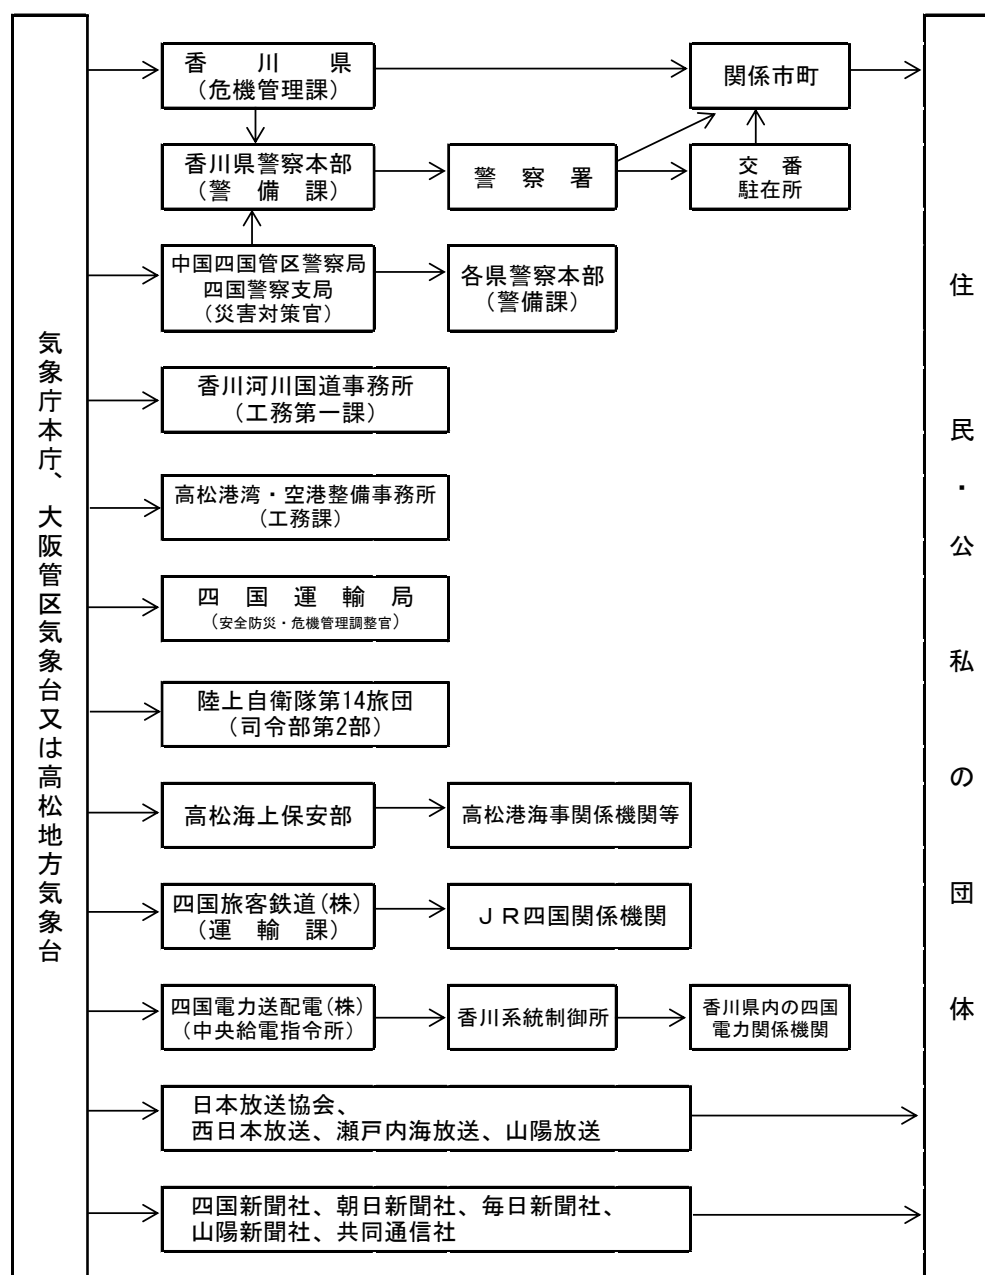 気象庁本庁、大阪管区気象台又は高松地方気象台
香　川　県
(危機管理課)
関係市町
香川県警察本部
(警　備　課)
警　察　署
交　番
駐在所
中国四国管区警察局
四国警察支局
(災害対策官)
各県警察本部
(警備課)
香川河川国道事務所
(工務第一課)
高松港湾・空港整備事務所
(工務課)
四　国　運　輸　局
(安全防災・危機管理調整官)
陸上自衛隊第14旅団
(司令部第2部)
高松海上保安部
高松港海事関係機関等
四国旅客鉄道(株)
(運　輸　課)
ＪＲ四国関係機関
四国電力送配電(株)
(中央給電指令所)
香川系統制御所
香川県内の四国
電力関係機関
日本放送協会、
西日本放送、瀬戸内海放送、山陽放送
四国新聞社、朝日新聞社、毎日新聞社、
山陽新聞社、共同通信社
住民・公私の団体